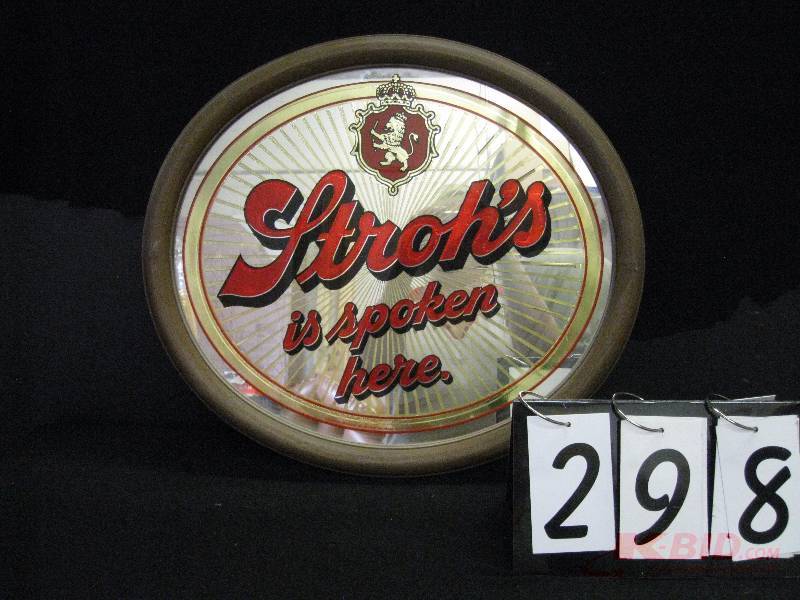 Stroh's
is spoken
here.
298
K-BID.COM